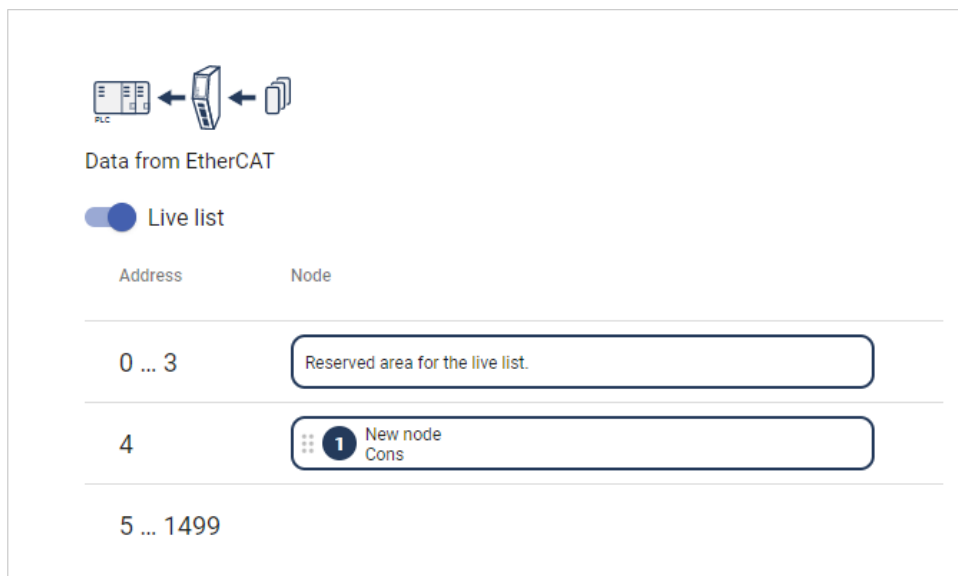 PLC
Data from EtherCAT
Live list
Address Node
0 ... 3 Reserved area for the live list.
4 1 New node
Cons
5 ... 1499